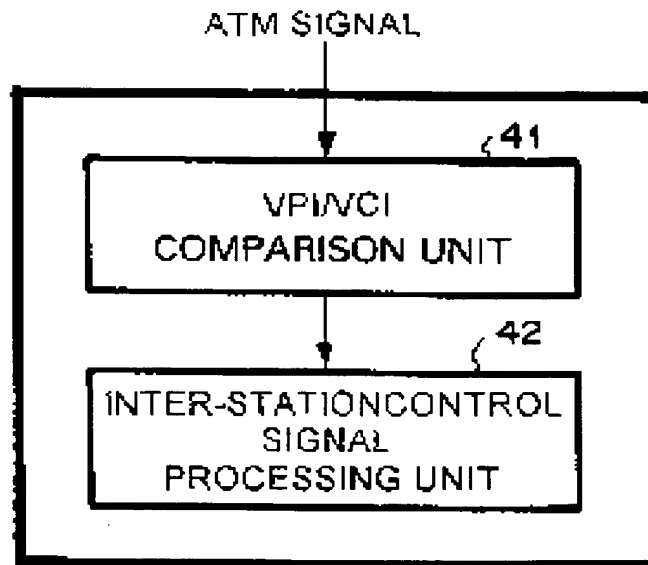 ATM SIGNAL
41
VPI/VCI
COMPARISON UNIT
42
INTER-STATIONCONTROL
SIGNAL
PROCESSING UNIT